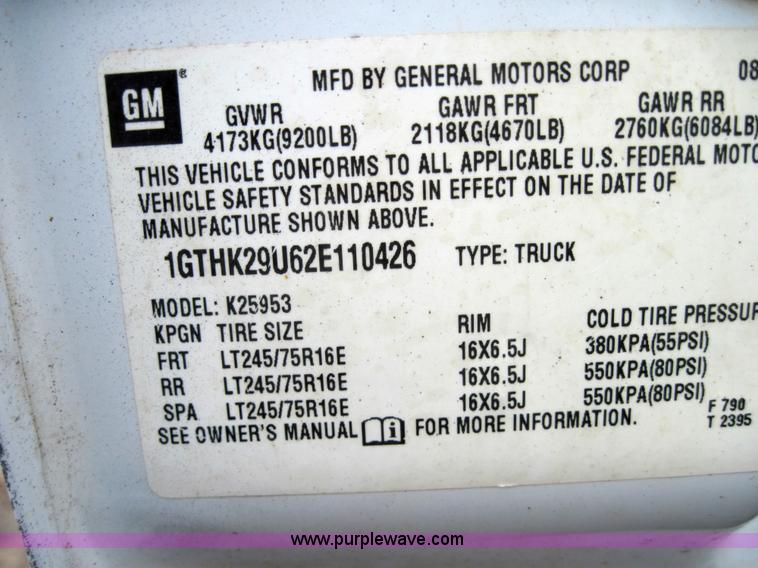 GM ®
MFD BY GENERAL MOTORS CORP 08
GVWR GAWR FRT GAWR RR
4173KG(9200LB) 2118KG(4670LB) 2760KG(6084LB)
THIS VEHICLE CONFORMS TO ALL APPLICABLE U.S. FEDERAL MOTO
VEHICLE SAFETY STANDARDS IN EFFECT ON THE DATE OF
MANUFACTURE SHOWN ABOVE.
1GTHK29U62E110426 TYPE: TRUCK
MODEL: K25953
KPGN TIRE SIZE RIM COLD TIRE PRESSUR
FRT LT245/75R16E 16X6.5J 380KPA(55PSI)
RR LT245/75R16E 16X6.5J 550KPA(80PSI)
SPA LT245/75R16E 16X6.5J 550KPA(80PSI)
SEE OWNER'S MANUAL i FOR MORE INFORMATION.
F 790
T 2395
www.purplewave.com